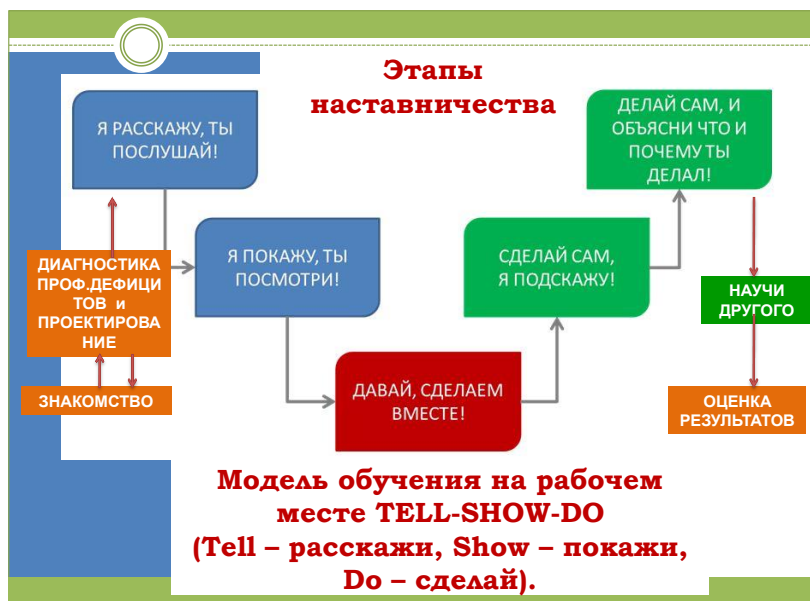 Этапы
наставничества
Я РАССКАЖУ, ТЫ
ПОСЛУШАЙ!
ДЕЛАЙ САМ, И
ОБЪЯСНИ ЧТО И
ПОЧЕМУ ТЫ
ДЕЛАЛ!
Я ПОКАЖУ, ТЫ
ПОСМОТРИ!
СДЕЛАЙ САМ,
Я ПОДСКАЖУ!
ДИАГНОСТИКА
ПРОФ.ДЕФИЦИ
ТОВ и
ПРОЕКТИРОВА
НИЕ
НАУЧИ
ДРУГОГО
ЗНАКОМСТВО
ДАВАЙ, СДЕЛАЕМ
ВМЕСТЕ!
ОЦЕНКА
РЕЗУЛЬТАТОВ
Модель обучения на рабочем
месте TELL-SHOW-DO
(Tell – расскажи, Show – покажи,
Do – сделай).